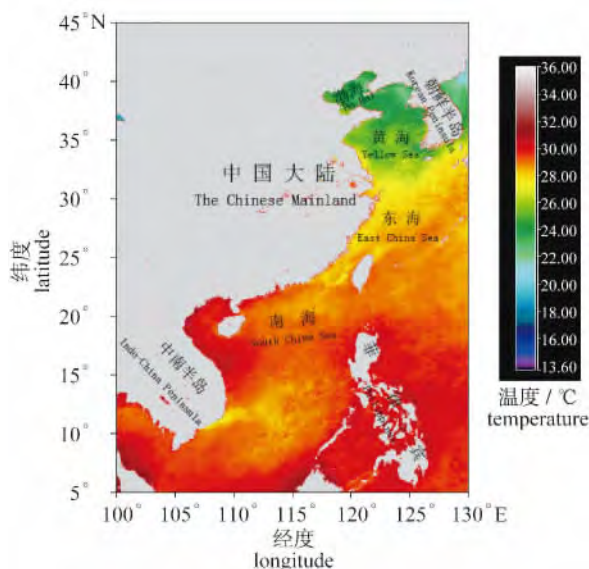 45°N
40°
35°
30°
25°
20°
15°
10°
5°
纬度
latitude
100°
105°
110°
115°
120°
125°
130°E
经度
longitude
渤海
朝鲜半岛
Korean Peninsula
黄海
Yellow Sea
中国大陆
The Chinese Mainland
东海
East China Sea
南海
South China Sea
中南半岛
Indo-China Peninsula
菲
36.00
34.00
32.00
30.00
28.00
26.00
24.00
22.00
20.00
18.00
16.00
13.60
温度 / ℃
temperature